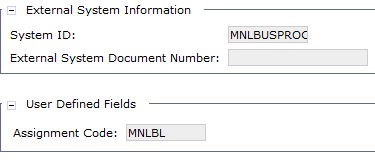 External System Information
System ID: MNLBUSPROC
External System Document Number:
User Defined Fields
Assignment Code: MNLBL